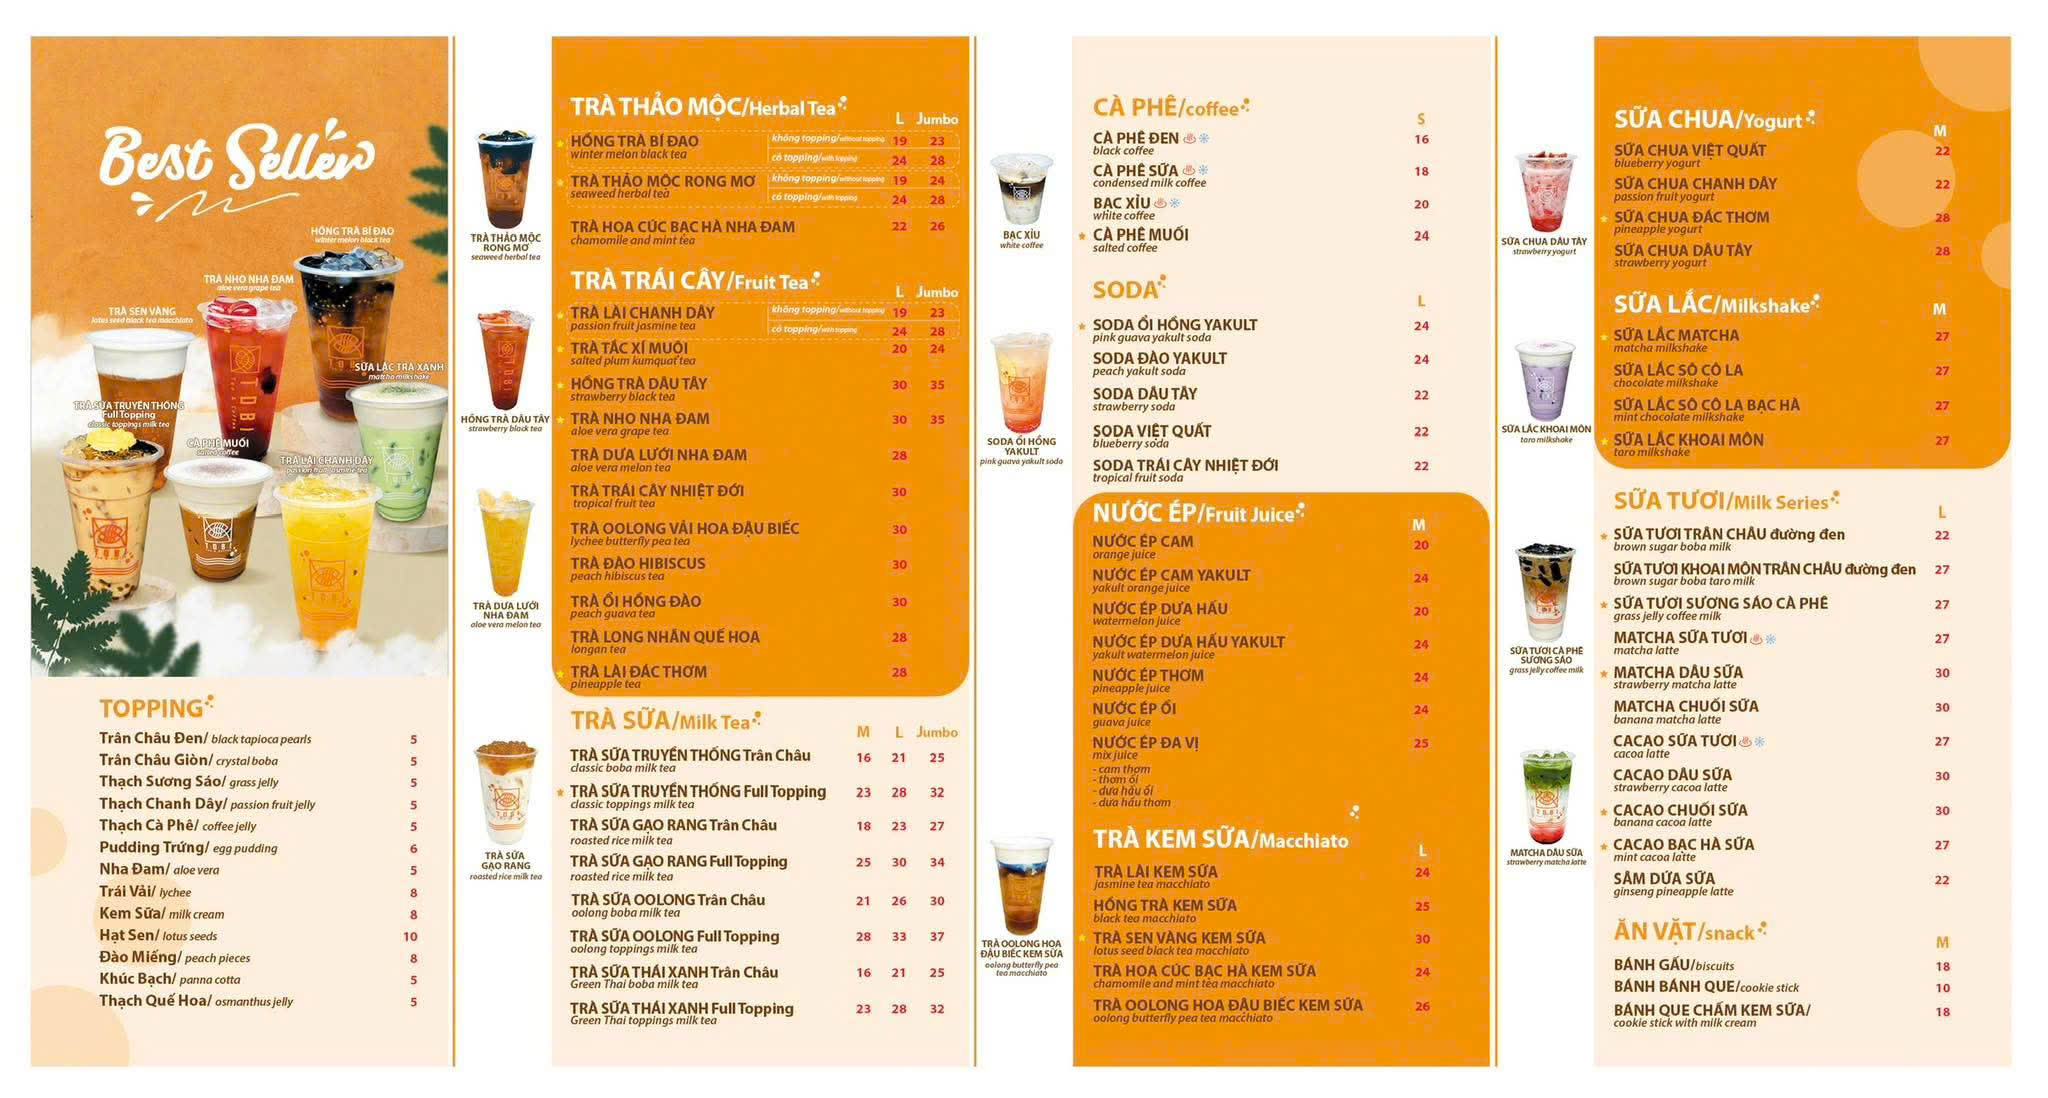 Best Seller
HỒNG TRÀ BÍ ĐAO
winter melon black tea
TRÀ NHO NHA ĐAM
aloe vera grape tea
TRÀ SEN VÀNG
lotus seed black tea macchiato
SỮA LẮC TRÀ XANH
matcha milkshake
TRÀ SỮA TRUYỀN THỐNG
Full Topping
classic toppings milk tea
CÀ PHÊ MUỐI
salted coffee
TRÀ LÀI CHANH DÂY
passion fruit jasmine tea
TOBI
Tea & Coffee
TOPPING
Trân Châu Đen/ black tapioca pearls 5
Trân Châu Giòn/ crystal boba 5
Thạch Sương Sáo/ grass jelly 5
Thạch Chanh Dây/ passion fruit jelly 5
Thạch Cà Phê/ coffee jelly 5
Pudding Trứng/ egg pudding 6
Nha Đam/ aloe vera 5
Trái Vải/ lychee 8
Kem Sữa/ milk cream 8
Hạt Sen/ lotus seeds 10
Đào Miếng/ peach pieces 8
Khúc Bạch/ panna cotta 5
Thạch Quế Hoa/ osmanthus jelly 5
TRÀ THẢO MỘC
RONG MƠ
seaweed herbal tea
HỒNG TRÀ DÂU TÂY
strawberry black tea
TRÀ DƯA LƯỚI
NHA ĐAM
aloe vera melon tea
TRÀ SỮA
GẠO RANG
roasted rice milk tea
TRÀ THẢO MỘC/Herbal Tea
L Jumbo
HỒNG TRÀ BÍ ĐAO không topping/without topping 19 23
winter melon black tea có topping/with topping 24 28
TRÀ THẢO MỘC RONG MƠ không topping/without topping 19 24
seaweed herbal tea có topping/with topping 24 28
TRÀ HOA CÚC BẠC HÀ NHA ĐAM 22 26
chamomile and mint tea
TRÀ TRÁI CÂY/Fruit Tea
L Jumbo
TRÀ LÀI CHANH DÂY không topping/without topping 19 23
passion fruit jasmine tea có topping/with topping 24 28
TRÀ TẮC XÍ MUỘI 20 24
salted plum kumquat tea
HỒNG TRÀ DÂU TÂY 30 35
strawberry black tea
TRÀ NHO NHA ĐAM 30 35
aloe vera grape tea
TRÀ DƯA LƯỚI NHA ĐAM 28
aloe vera melon tea
TRÀ TRÁI CÂY NHIỆT ĐỚI 30
tropical fruit tea
TRÀ OOLONG VẢI HOA ĐẬU BIẾC 30
lychee butterfly pea tea
TRÀ ĐÀO HIBISCUS 30
peach hibiscus tea
TRÀ ỔI HỒNG ĐÀO 30
peach guava tea
TRÀ LONG NHÃN QUẾ HOA 28
longan tea
TRÀ LÀI ĐÁC THƠM 28
pineapple tea
TRÀ SỮA/Milk Tea
M L Jumbo
TRÀ SỮA TRUYỀN THỐNG Trân Châu 16 21 25
classic boba milk tea
TRÀ SỮA TRUYỀN THỐNG Full Topping 23 28 32
classic toppings milk tea
TRÀ SỮA GẠO RANG Trân Châu 18 23 27
roasted rice milk tea
TRÀ SỮA GẠO RANG Full Topping 25 30 34
roasted rice milk tea
TRÀ SỮA OOLONG Trân Châu 21 26 30
oolong boba milk tea
TRÀ SỮA OOLONG Full Topping 28 33 37
oolong toppings milk tea
TRÀ SỮA THÁI XANH Trân Châu 16 21 25
Green Thai boba milk tea
TRÀ SỮA THÁI XANH Full Topping 23 28 32
Green Thai toppings milk tea
BẠC XỈU
white coffee
SODA ỔI HỒNG
YAKULT
pink guava yakult soda
TRÀ OOLONG HOA
ĐẬU BIẾC KEM SỮA
oolong butterfly pea
tea macchiato
CÀ PHÊ/coffee
S
CÀ PHÊ ĐEN 16
black coffee
CÀ PHÊ SỮA 18
condensed milk coffee
BẠC XỈU 20
white coffee
CÀ PHÊ MUỐI 24
salted coffee
SODA
L
SODA ỔI HỒNG YAKULT 24
pink guava yakult soda
SODA ĐÀO YAKULT 24
peach yakult soda
SODA DÂU TÂY 22
strawberry soda
SODA VIỆT QUẤT 22
blueberry soda
SODA TRÁI CÂY NHIỆT ĐỚI 22
tropical fruit soda
NƯỚC ÉP/Fruit Juice
M
NƯỚC ÉP CAM 20
orange juice
NƯỚC ÉP CAM YAKULT 24
yakult orange juice
NƯỚC ÉP DƯA HẤU 20
watermelon juice
NƯỚC ÉP DƯA HẤU YAKULT 24
yakult watermelon juice
NƯỚC ÉP THƠM 24
pineapple juice
NƯỚC ÉP ỔI 24
guava juice
NƯỚC ÉP ĐA VỊ 25
mix juice
- cam thơm
- thơm ổi
- dưa hấu ổi
- dưa hấu thơm
TRÀ KEM SỮA/Macchiato
L
TRÀ LÀI KEM SỮA 24
jasmine tea macchiato
HỒNG TRÀ KEM SỮA 25
black tea macchiato
TRÀ SEN VÀNG KEM SỮA 30
lotus seed black tea macchiato
TRÀ HOA CÚC BẠC HÀ KEM SỮA 24
chamomile and mint tea macchiato
TRÀ OOLONG HOA ĐẬU BIẾC KEM SỮA 26
oolong butterfly pea tea macchiato
SỮA CHUA DÂU TÂY
strawberry yogurt
SỮA LẮC KHOAI MÔN
taro milkshake
SỮA TƯƠI CÀ PHÊ
SƯƠNG SÁO
grass jelly coffee milk
MATCHA DÂU SỮA
strawberry matcha latte
SỮA CHUA/Yogurt
M
SỮA CHUA VIỆT QUẤT 22
blueberry yogurt
SỮA CHUA CHANH DÂY 22
passion fruit yogurt
SỮA CHUA ĐÁC THƠM 28
pineapple yogurt
SỮA CHUA DÂU TÂY 28
strawberry yogurt
SỮA LẮC/Milkshake
M
SỮA LẮC MATCHA 27
matcha milkshake
SỮA LẮC SÔ CÔ LA 27
chocolate milkshake
SỮA LẮC SÔ CÔ LA BẠC HÀ 27
mint chocolate milkshake
SỮA LẮC KHOAI MÔN 27
taro milkshake
SỮA TƯƠI/Milk Series
L
SỮA TƯƠI TRÂN CHÂU đường đen 22
brown sugar boba milk
SỮA TƯƠI KHOAI MÔN TRÂN CHÂU đường đen 27
brown sugar boba taro milk
SỮA TƯƠI SƯƠNG SÁO CÀ PHÊ 27
grass jelly coffee milk
MATCHA SỮA TƯƠI 27
matcha latte
MATCHA DÂU SỮA 30
strawberry matcha latte
MATCHA CHUỐI SỮA 30
banana matcha latte
CACAO SỮA TƯƠI 27
cacoa latte
CACAO DÂU SỮA 30
strawberry cacoa latte
CACAO CHUỐI SỮA 30
banana cacoa latte
CACAO BẠC HÀ SỮA 27
mint cacoa latte
SÂM DỨA SỮA 22
ginseng pineapple latte
ĂN VẶT/snack
M
BÁNH GẤU/biscuits 18
BÁNH BÁNH QUE/cookie stick 10
BÁNH QUE CHẤM KEM SỮA/ 18
cookie stick with milk cream